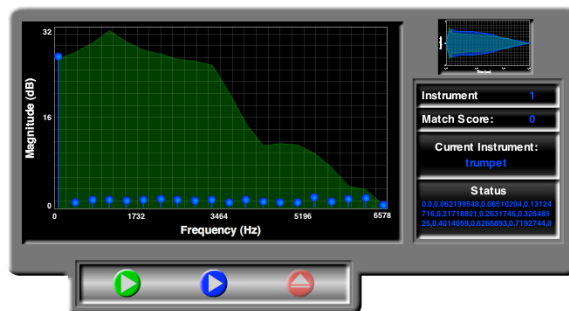 32
16
0
Magnitude (dB)
0 1732 3464 5196 6578
Frequency (Hz)
Instrument 1
Match Score: 0
Current Instrument:
trumpet
Status
0.0,0.062199548,0.06510204,0.13124
716,0.21718821,0.2631746,0.326485
25,0.4014059,0.6266893,0.7192744,0